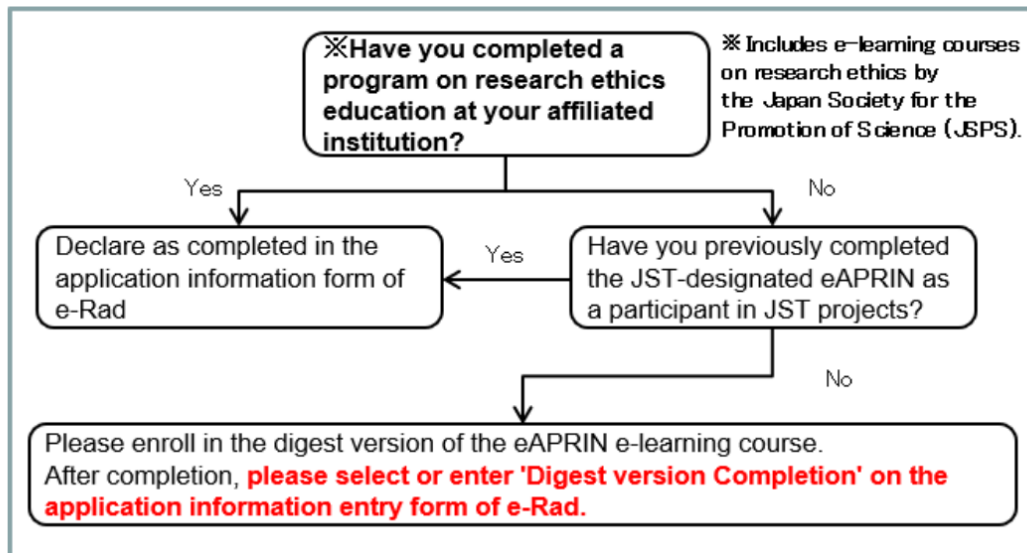 ※Have you completed a
program on research ethics
education at your affiliated
institution?
※ Includes e-learning courses
on research ethics by
the Japan Society for the
Promotion of Science (JSPS).
Yes
No
Declare as completed in the
application information form of
e-Rad
Yes
Have you previously completed
the JST-designated eAPRIN as
a participant in JST projects?
No
Please enroll in the digest version of the eAPRIN e-learning course.
After completion, please select or enter 'Digest version Completion' on the
application information entry form of e-Rad.